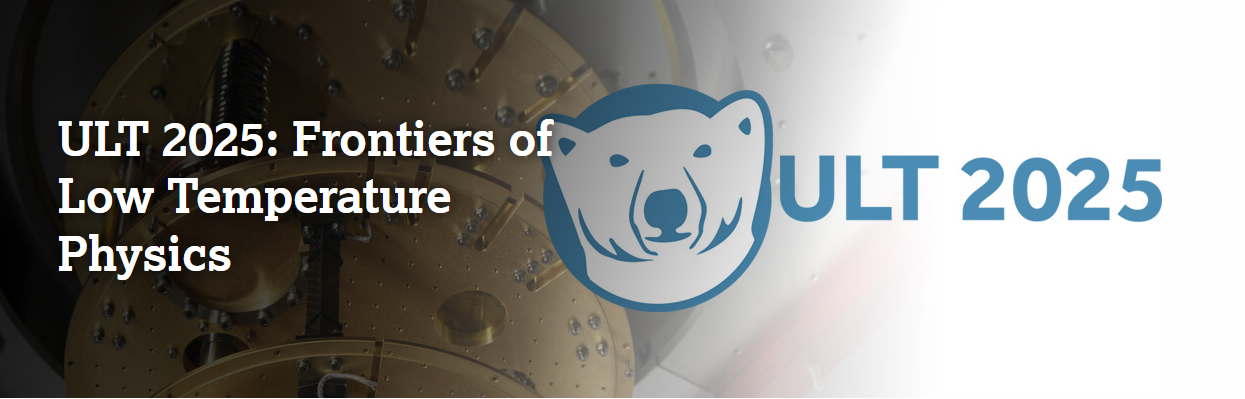 ULT 2025: Frontiers of
Low Temperature
Physics
ULT 2025